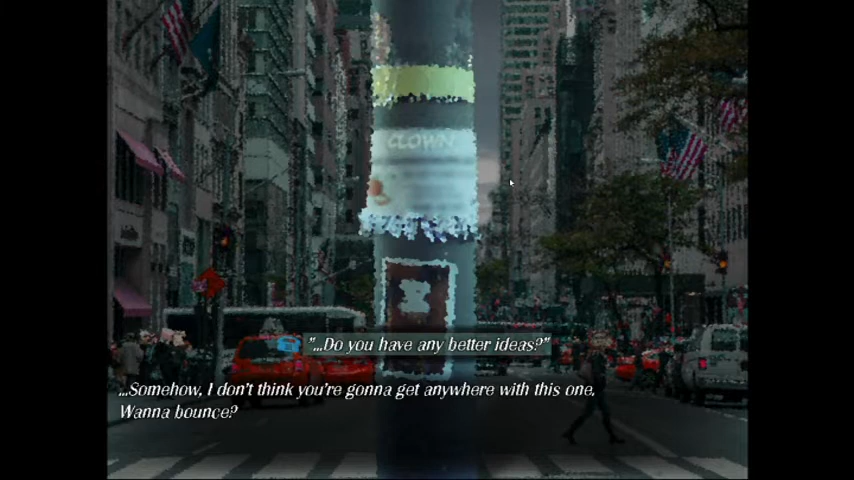 CLOWN
"...Do you have any better ideas?"
...Somehow, I don't think you're gonna get anywhere with this one.
Wanna bounce?